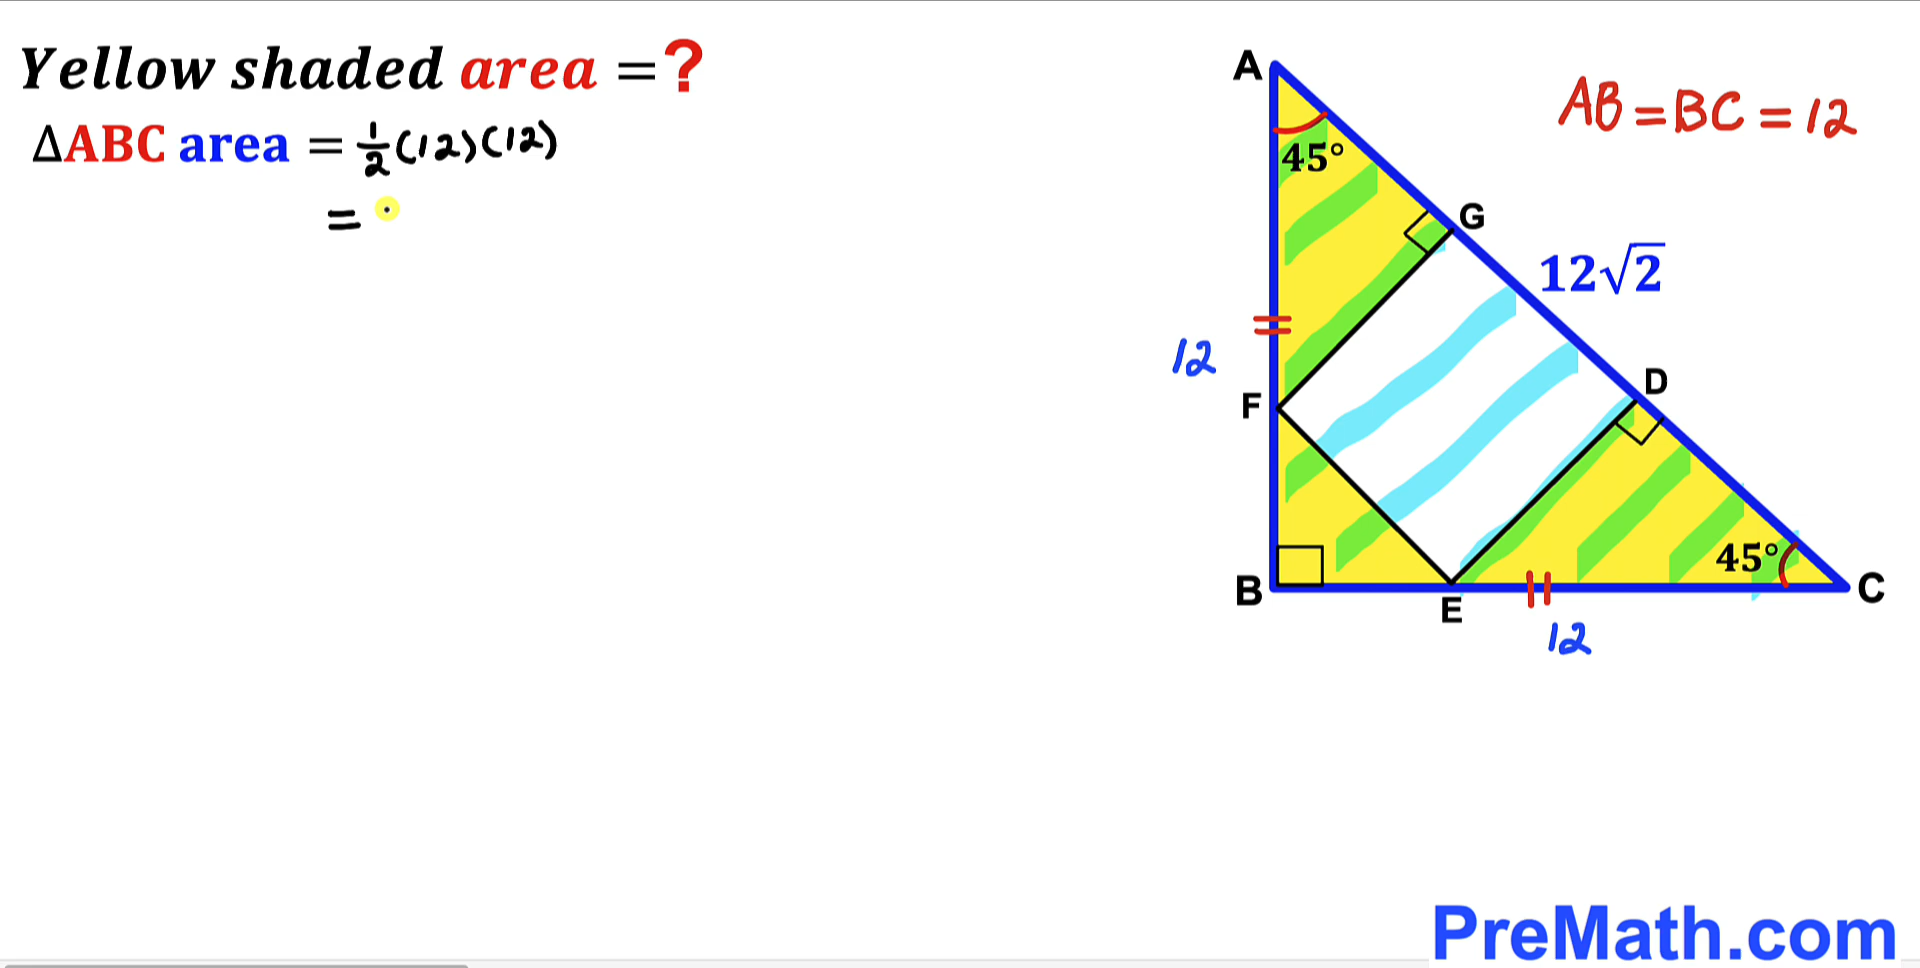 Yellow shaded area = ?
ΔABC area = 1/2 (12)(12)
=
A
AB = BC = 12
45°
G
12√2
12
D
F
45°
B
C
E
12
PreMath.com